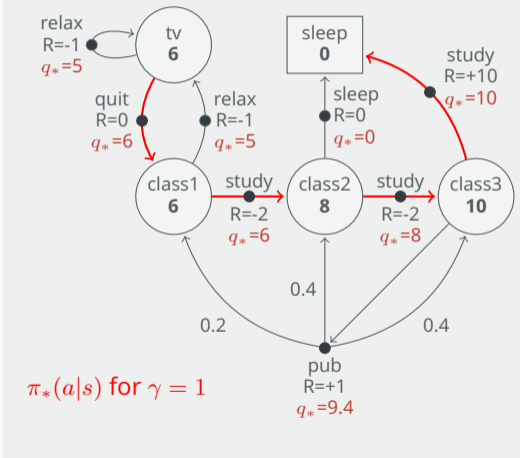 relax
R=-1
q*=5
tv
6
sleep
0
study
R=+10
q*=10
quit
R=0
q*=6
relax
R=-1
q*=5
sleep
R=0
q*=0
class1
6
study
R=-2
q*=6
class2
8
study
R=-2
q*=8
class3
10
0.2
0.4
0.4
pub
R=+1
q*=9.4
π*(a|s) for γ = 1